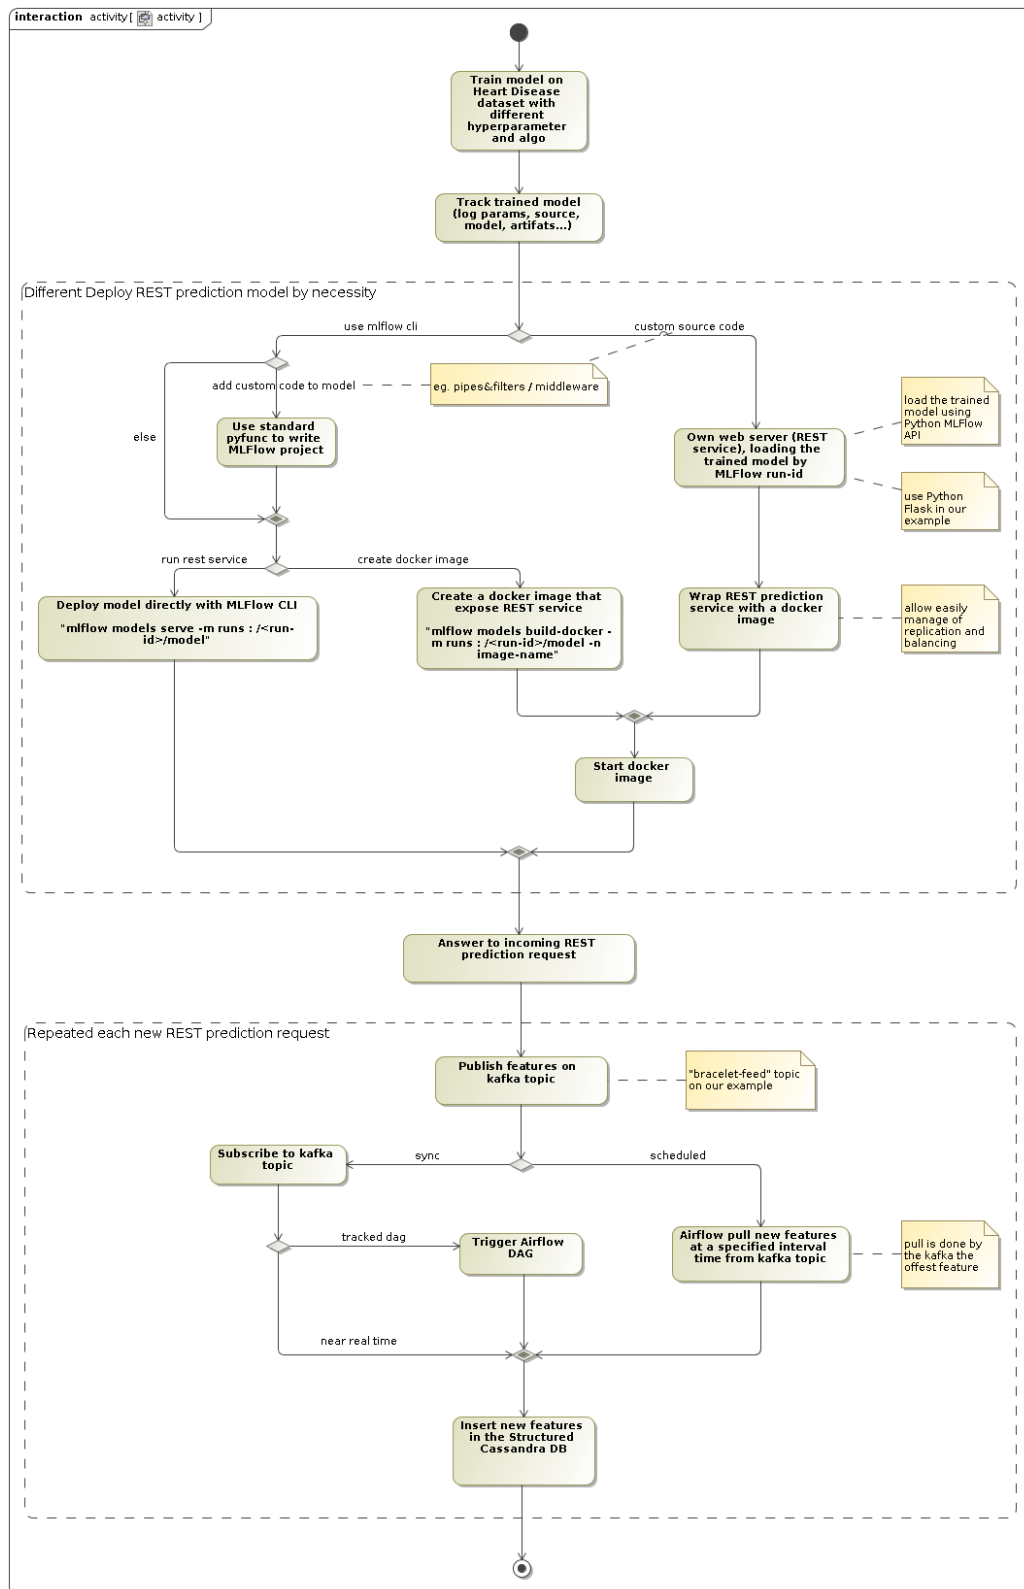 interaction activity[ activity ]
Train model on
Heart Disease
dataset with
different
hyperparameter
and algo
Track trained model
(log params, source,
model, artifats...)
Different Deploy REST prediction model by necessity
use mlflow cli
custom source code
add custom code to model
eg. pipes&filters / middleware
load the trained
model using
Python MLFlow
API
else
Use standard
pyfunc to write
MLFlow project
Own web server (REST
service), loading the
trained model by
MLFlow run-id
use Python
Flask in our
example
run rest service
create docker image
Deploy model directly with MLFlow CLI
"mlflow models serve -m runs : /<run-
id>/model"
Create a docker image that
expose REST service
"mlflow models build-docker -
m runs : /<run-id>/model -n
image-name"
Wrap REST prediction
service with a docker
image
allow easily
manage of
replication and
balancing
Start docker
image
Answer to incoming REST
prediction request
Repeated each new REST prediction request
Publish features on
kafka topic
"bracelet-feed" topic
on our example
Subscribe to kafka
topic
sync
scheduled
tracked dag
Trigger Airflow
DAG
Airflow pull new features
at a specified interval
time from kafka topic
pull is done by
the kafka the
offest feature
near real time
Insert new features
in the Structured
Cassandra DB